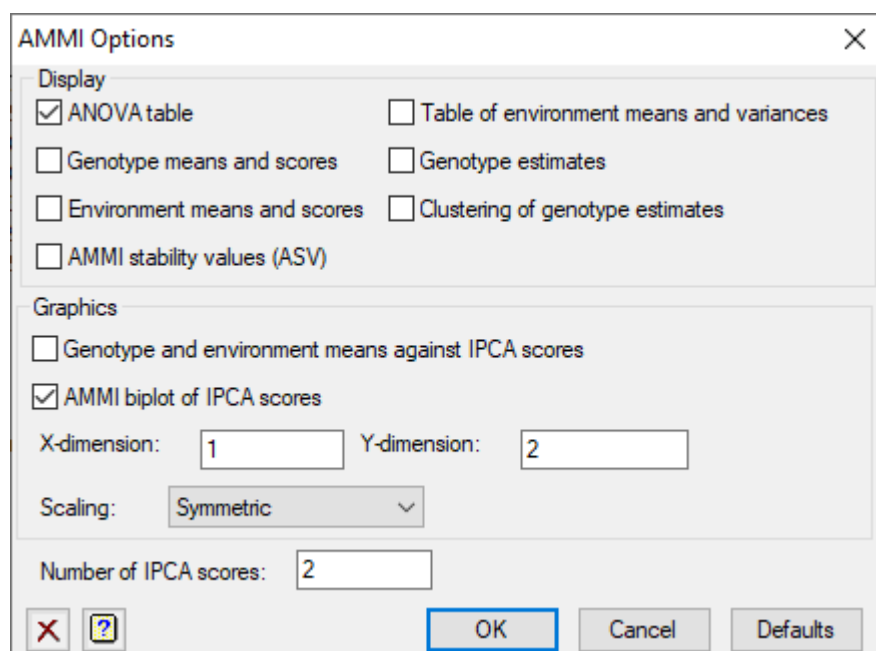 AMMI Options
Display
ANOVA table
Table of environment means and variances
Genotype means and scores
Genotype estimates
Environment means and scores
Clustering of genotype estimates
AMMI stability values (ASV)
Graphics
Genotype and environment means against IPCA scores
AMMI biplot of IPCA scores
X-dimension: 1 Y-dimension: 2
Scaling: Symmetric
Number of IPCA scores: 2
? OK Cancel Defaults